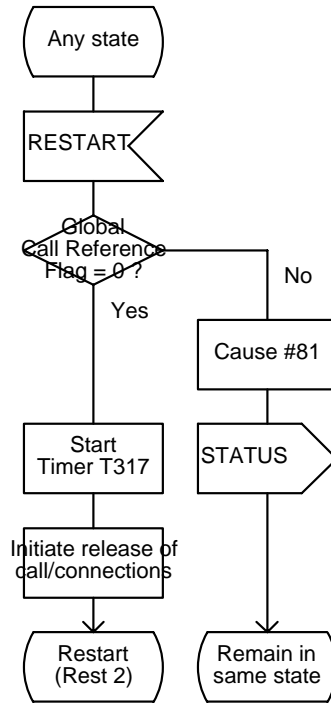 Any state
RESTART
Global
Call Reference
Flag = 0 ?
No
Yes
Cause #81
Start
Timer T317
STATUS
Initiate release of
call/connections
Restart
(Rest 2)
Remain in
same state